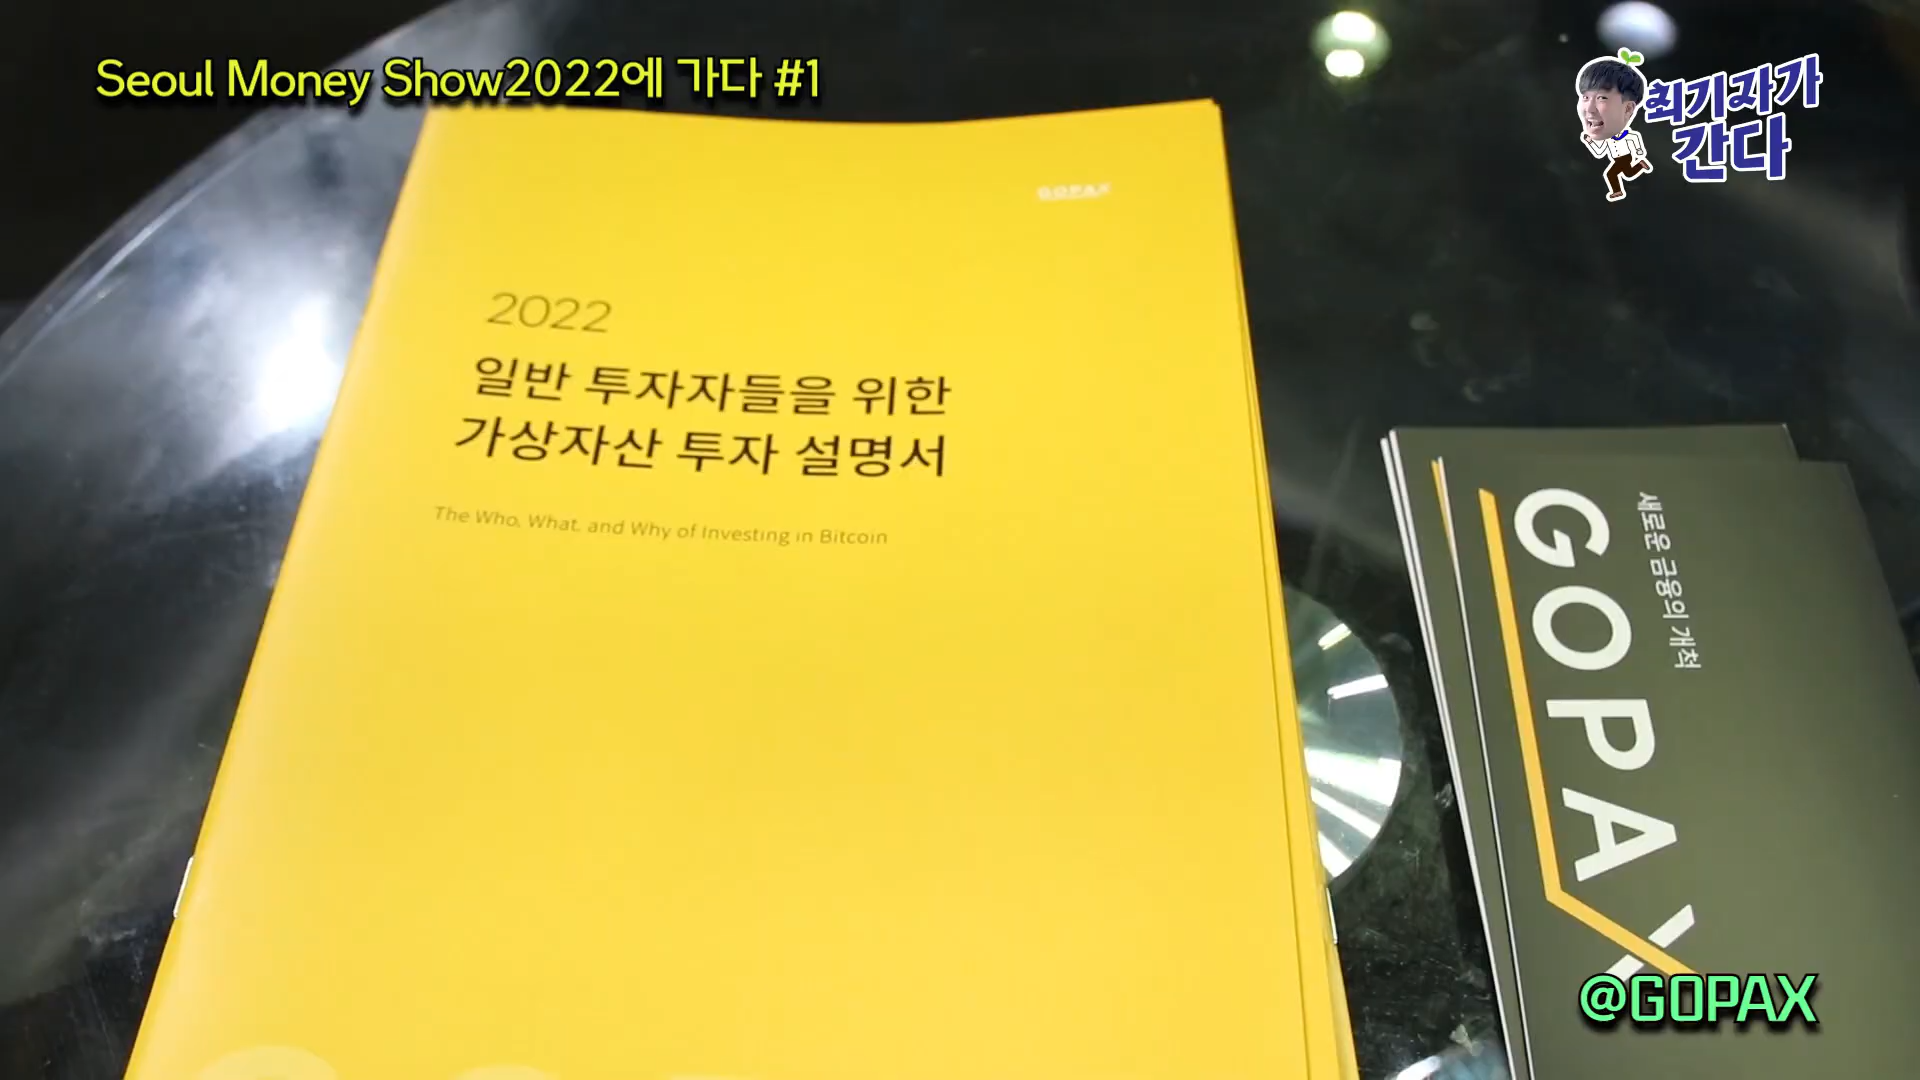 Seoul Money Show2022에 가다 #1
최기자가
간다
GOPAX
2022
일반 투자자들을 위한
가상자산 투자 설명서
The Who, What, and Why of Investing in Bitcoin
새로운 금융의 개척
GOPAX
@GOPAX